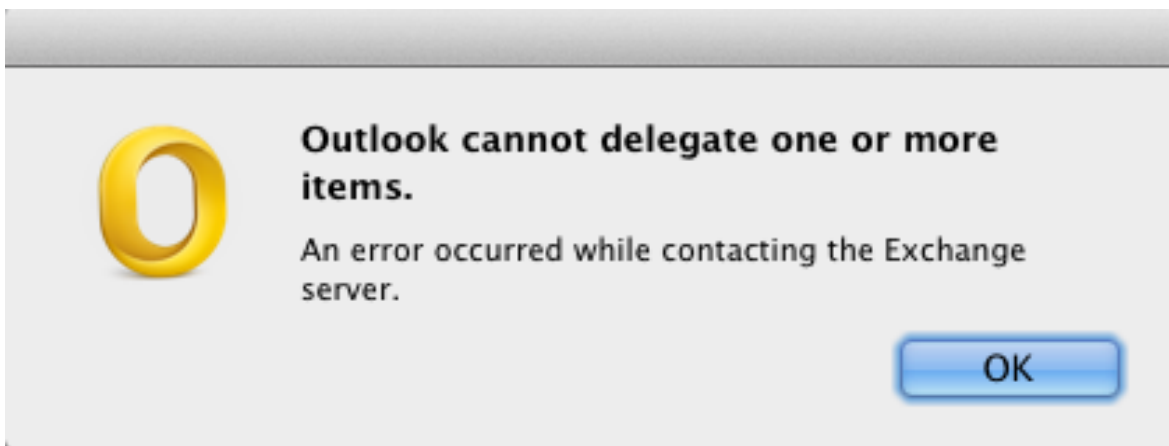 Outlook cannot delegate one or more
items.
An error occurred while contacting the Exchange
server.
OK